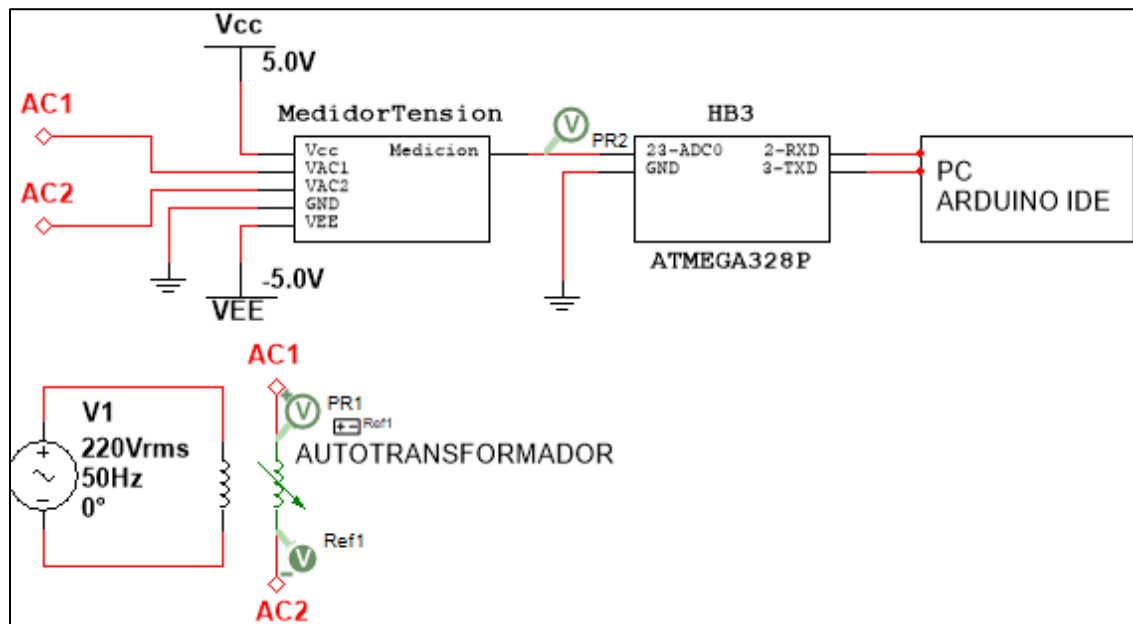 Vcc
5.0V
AC1
AC2
MedidorTension
Vcc
VAC1
VAC2
GND
VEE
Medicion
-5.0V
VEE
V
PR2
HB3
23-ADC0
GND
2-RXD
3-TXD
ATMEGA328P
PC
ARDUINO IDE
AC1
V
PR1
Ref1
AUTOTRANSFORMADOR
V1
220Vrms
50Hz
0°
V
Ref1
AC2